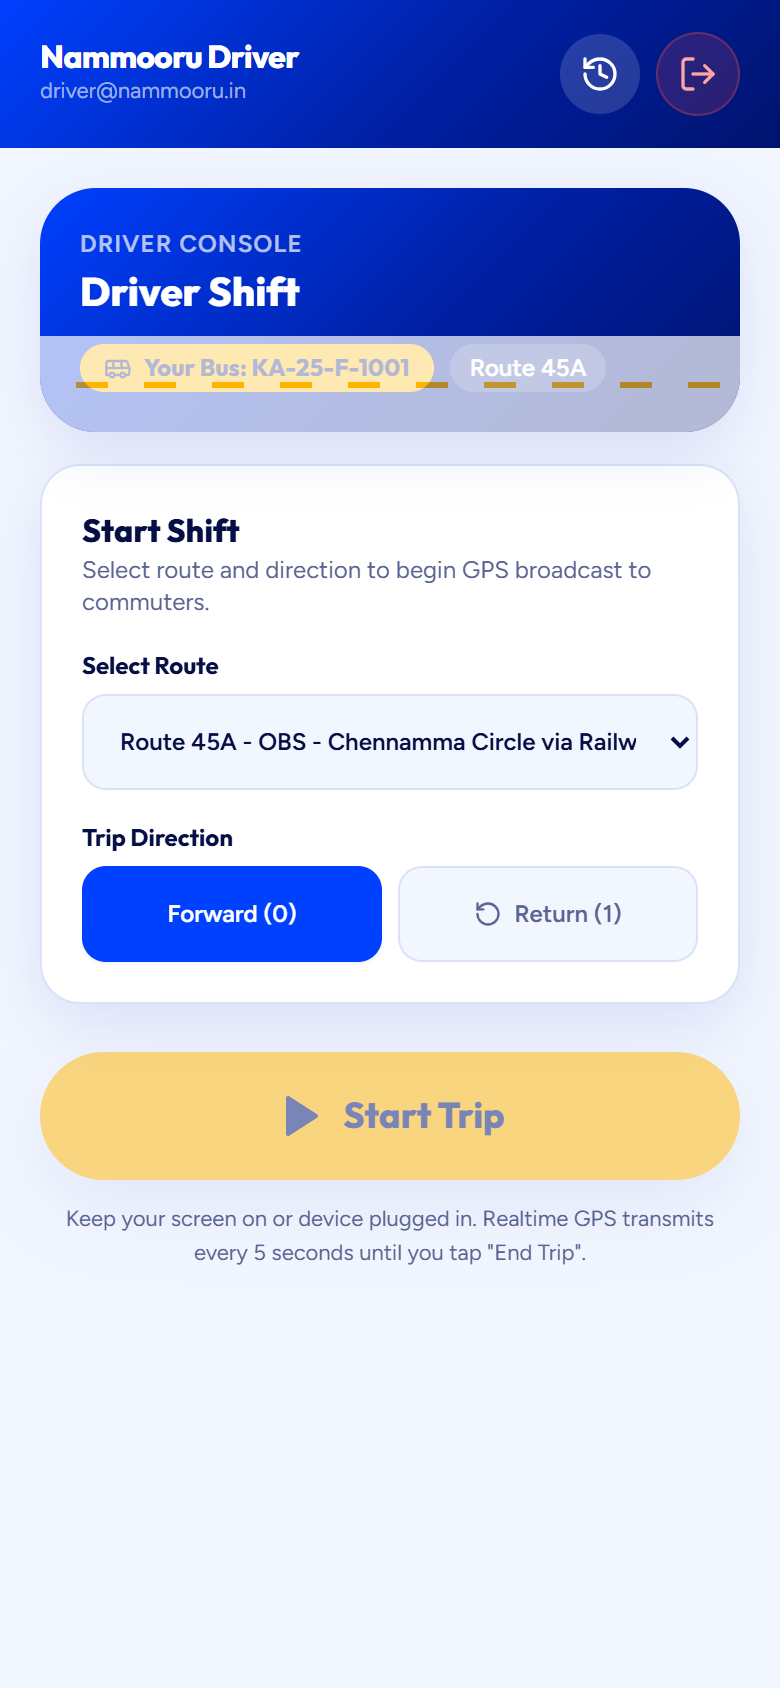 Nammooru Driver
driver@nammooru.in
DRIVER CONSOLE
Driver Shift
Your Bus: KA-25-F-1001
Route 45A
Start Shift
Select route and direction to begin GPS broadcast to
commuters.
Select Route
Route 45A - OBS - Chennamma Circle via Railw
Trip Direction
Forward (0)
Return (1)
Start Trip
Keep your screen on or device plugged in. Realtime GPS transmits
every 5 seconds until you tap "End Trip".